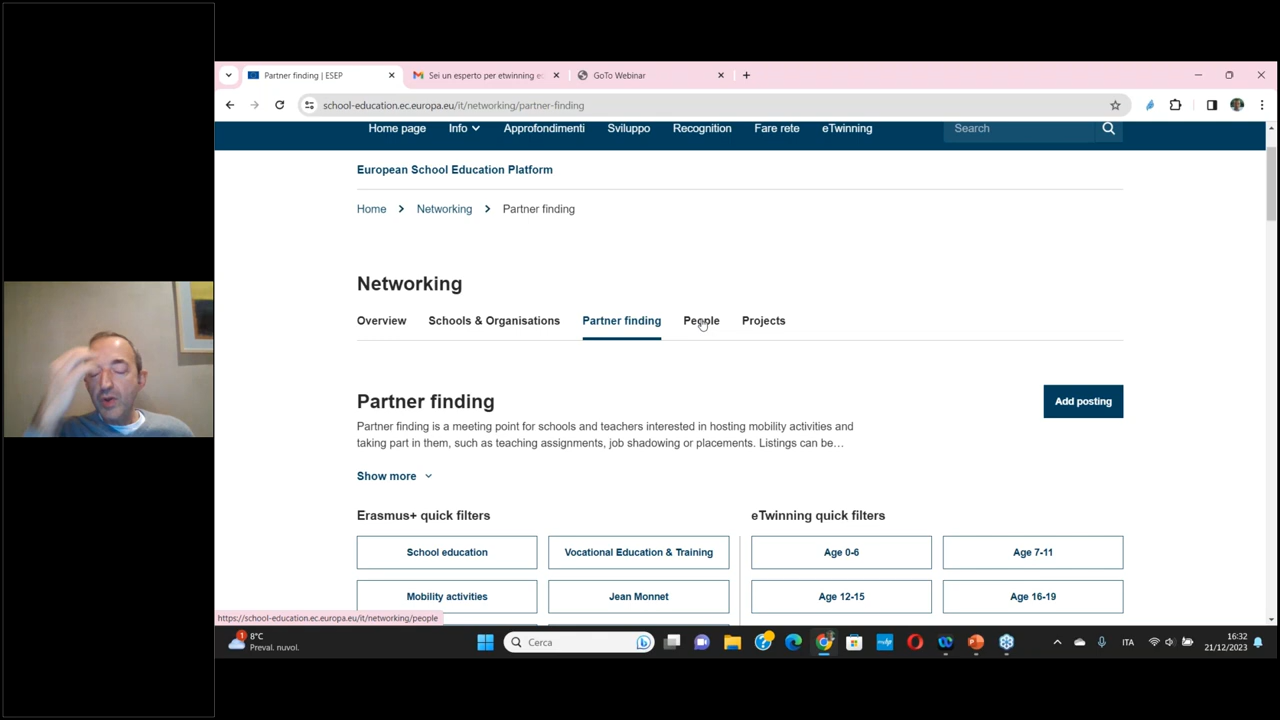 Partner finding | ESEP
Sei un esperto per etwinning e
GoTo Webinar
school-education.ec.europa.eu/it/networking/partner-finding
Home page Info Approfondimenti Sviluppo Recognition Fare rete eTwinning Search
European School Education Platform
Home Networking Partner finding
Networking
Overview Schools & Organisations Partner finding People Projects
Partner finding
Add posting
Partner finding is a meeting point for schools and teachers interested in hosting mobility activities and
taking part in them, such as teaching assignments, job shadowing or placements. Listings can be...
Show more
Erasmus+ quick filters
eTwinning quick filters
School education
Vocational Education & Training
Age 0-6
Age 7-11
Mobility activities
Jean Monnet
Age 12-15
Age 16-19
https://school-education.ec.europa.eu/it/networking/people
1
8°C
Preval. nuvol.
Cerca
ITA
16:32
21/12/2023